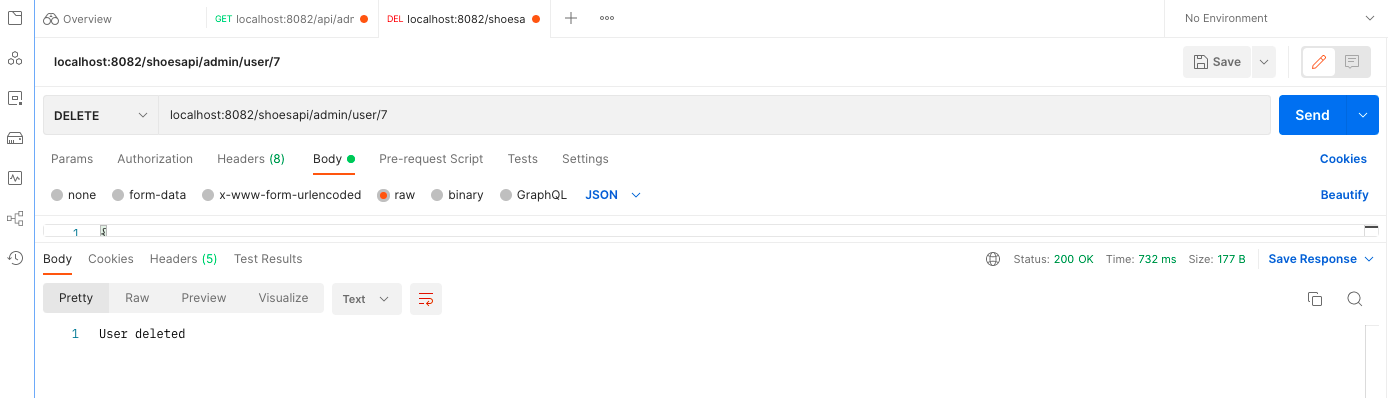 Overview GET localhost:8082/api/adr DEL localhost:8082/shoesa No Environment
localhost:8082/shoesapi/admin/user/7 Save
DELETE localhost:8082/shoesapi/admin/user/7 Send
Params Authorization Headers (8) Body Pre-request Script Tests Settings Cookies
none form-data x-www-form-urlencoded raw binary GraphQL JSON Beautify
1 {
Body Cookies Headers (5) Test Results Status: 200 OK Time: 732 ms Size: 177 B Save Response
Pretty Raw Preview Visualize Text
1 User deleted